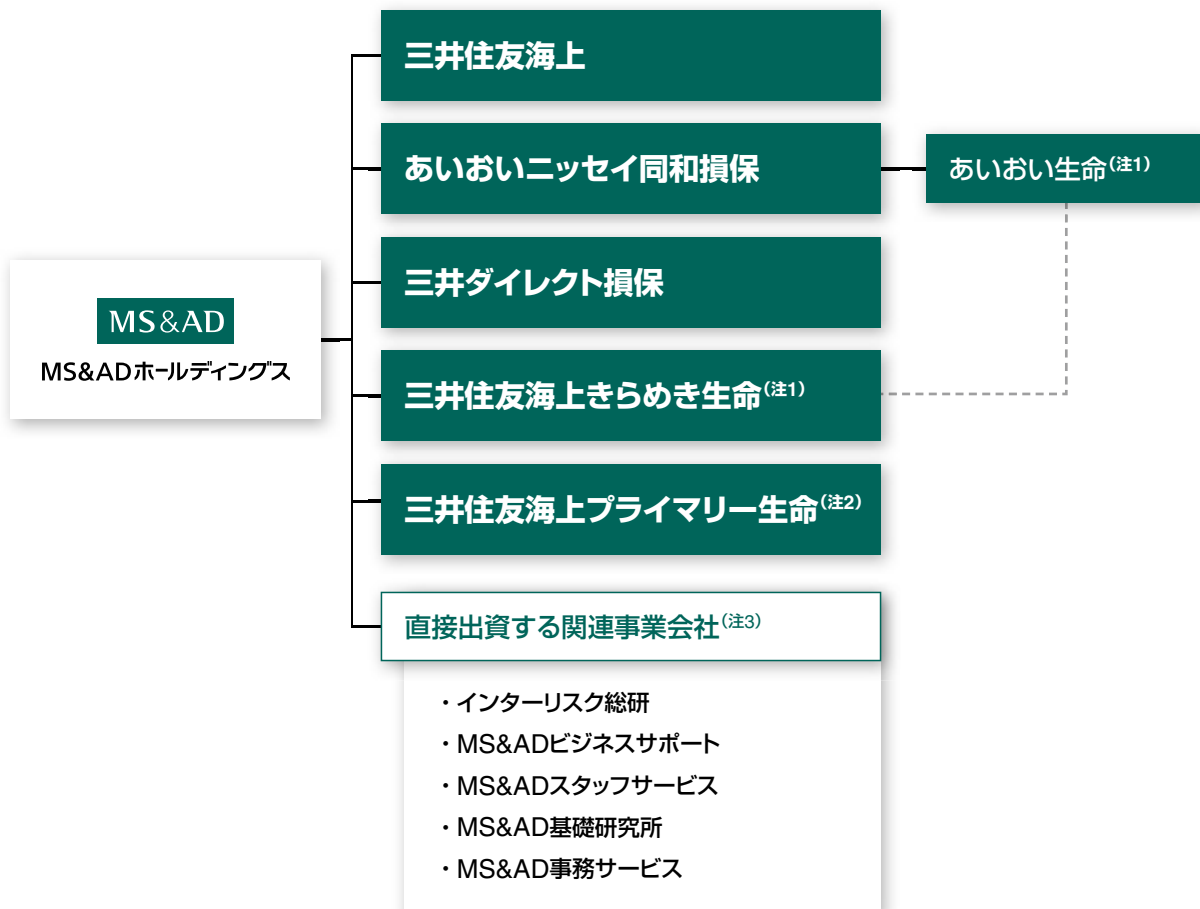 三井住友海上
あいおいニッセイ同和損保
あいおい生命(注1)
三井ダイレクト損保
MS&AD
MS&ADホールディングス
三井住友海上きらめき生命(注1)
三井住友海上プライマリー生命(注2)
直接出資する関連事業会社(注3)
・インターリスク総研
・MS&ADビジネスサポート
・MS&ADスタッフサービス
・MS&AD基礎研究所
・MS&AD事務サービス